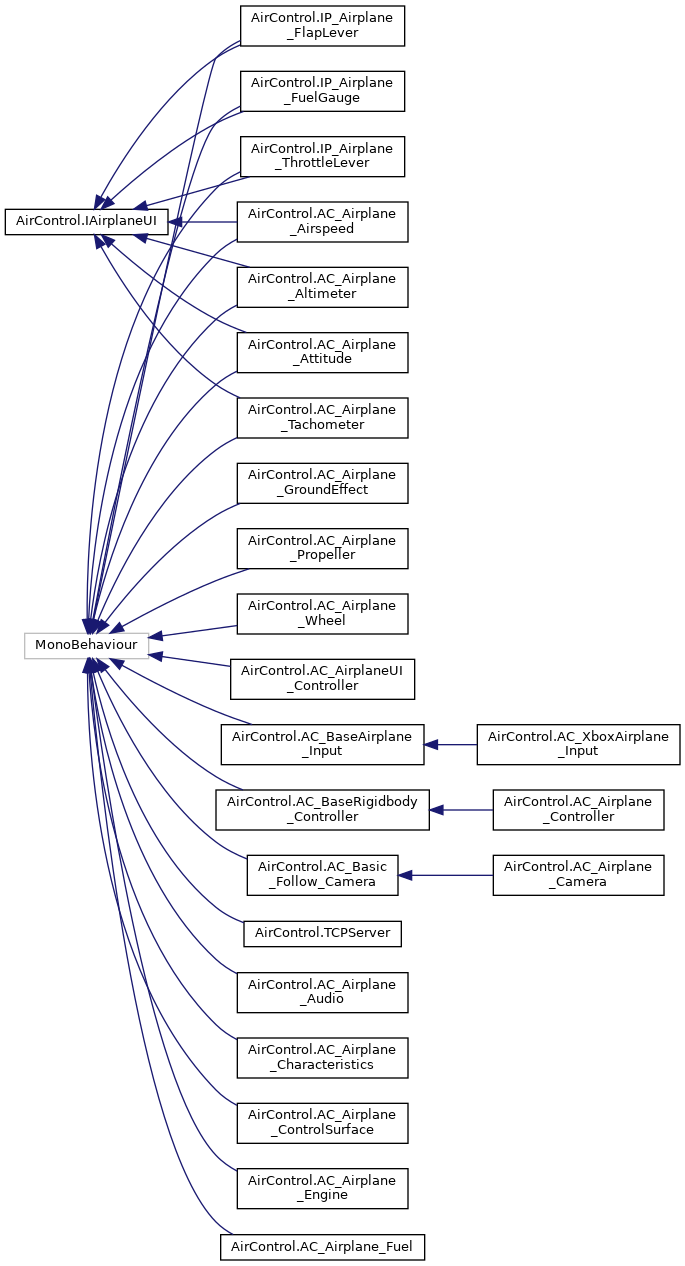 AirControl.IP_Airplane
_FlapLever
AirControl.IP_Airplane
_FuelGauge
AirControl.IP_Airplane
_ThrottleLever
AirControl.IAirplaneUI
AirControl.AC_Airplane
_Airspeed
AirControl.AC_Airplane
_Altimeter
AirControl.AC_Airplane
_Attitude
AirControl.AC_Airplane
_Tachometer
AirControl.AC_Airplane
_GroundEffect
AirControl.AC_Airplane
_Propeller
AirControl.AC_Airplane
_Wheel
MonoBehaviour
AirControl.AC_AirplaneUI
_Controller
AirControl.AC_BaseAirplane
_Input
AirControl.AC_XboxAirplane
_Input
AirControl.AC_BaseRigidbody
_Controller
AirControl.AC_Airplane
_Controller
AirControl.AC_Basic
_Follow_Camera
AirControl.AC_Airplane
_Camera
AirControl.TCPServer
AirControl.AC_Airplane
_Audio
AirControl.AC_Airplane
_Characteristics
AirControl.AC_Airplane
_ControlSurface
AirControl.AC_Airplane
_Engine
AirControl.AC_Airplane_Fuel